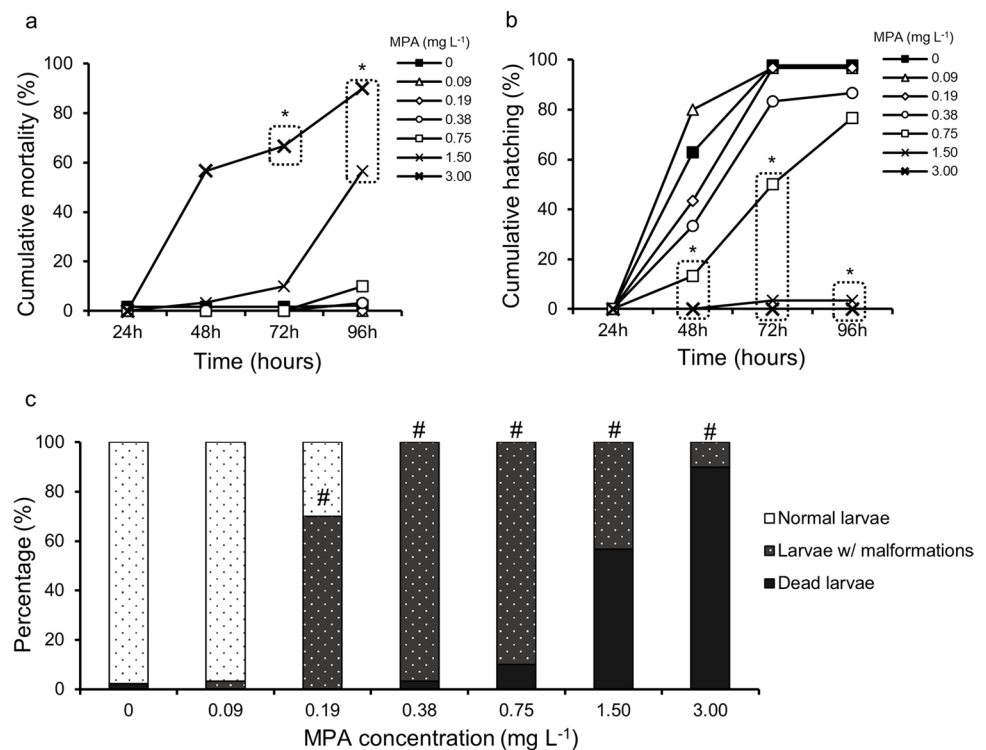 a
MPA (mg L-1)
0
0.09
0.19
0.38
0.75
1.50
3.00
Cumulative mortality (%)
100
80
60
40
20
0
*
*
24h 48h 72h 96h
Time (hours)
b
MPA (mg L-1)
0
0.09
0.19
0.38
0.75
1.50
3.00
Cumulative hatching (%)
100
80
60
40
20
0
*
*
*
24h 48h 72h 96h
Time (hours)
c
Percentage (%)
100
80
60
40
20
0
# # # # #
0 0.09 0.19 0.38 0.75 1.50 3.00
MPA concentration (mg L-1)
Normal larvae
Larvae w/ malformations
Dead larvae